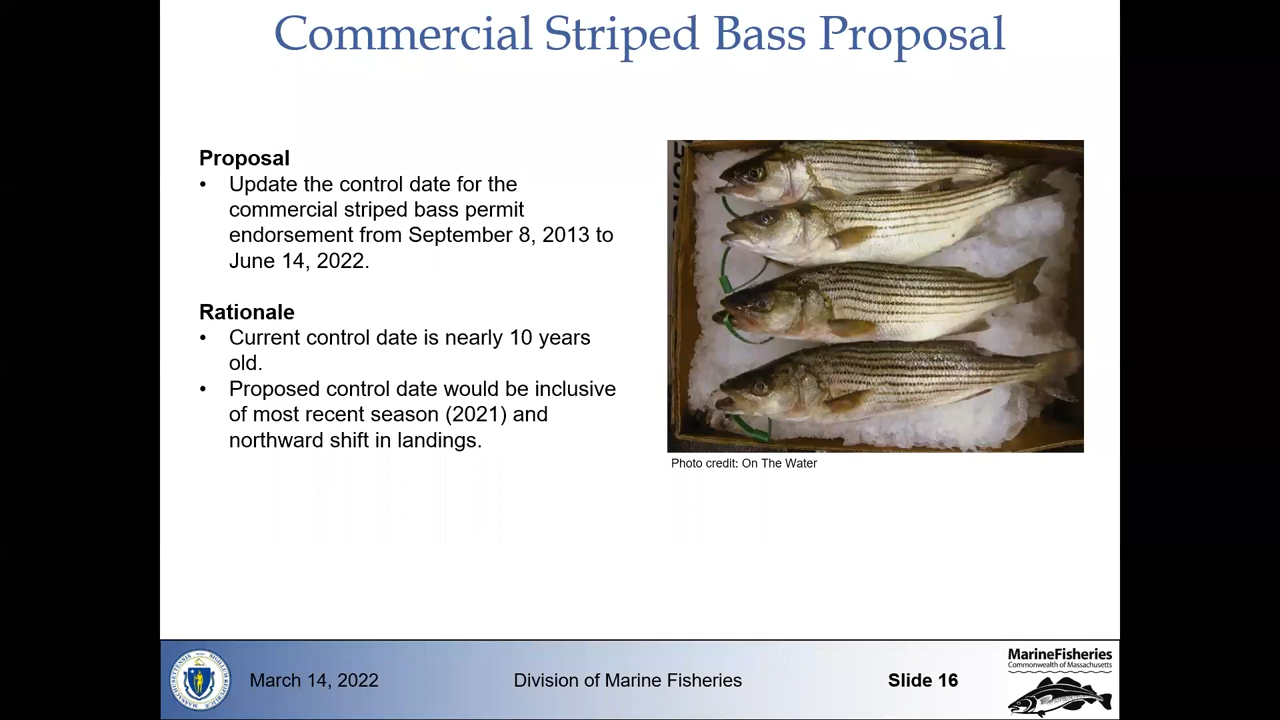 Commercial Striped Bass Proposal
Proposal
• Update the control date for the
commercial striped bass permit
endorsement from September 8, 2013 to
June 14, 2022.
Rationale
• Current control date is nearly 10 years
old.
• Proposed control date would be inclusive
of most recent season (2021) and
northward shift in landings.
Photo credit: On The Water
March 14, 2022
Division of Marine Fisheries
Slide 16
MarineFisheries
Commonwealth of Massachusetts